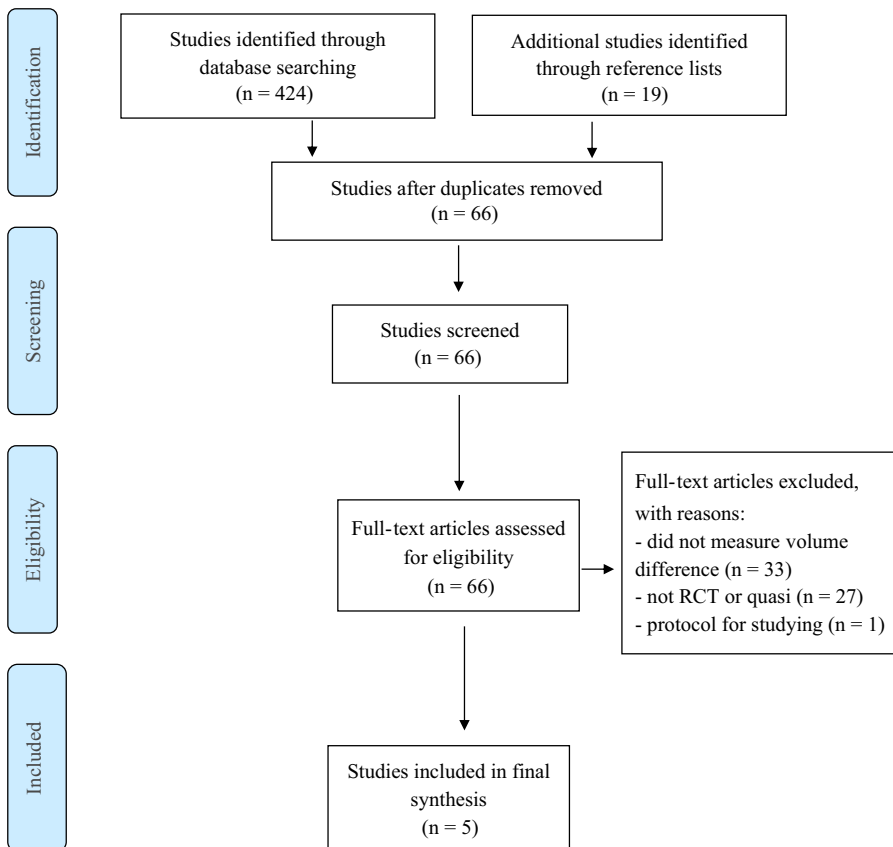 Identification
Studies identified through
database searching
(n = 424)
Additional studies identified
through reference lists
(n = 19)
Studies after duplicates removed
(n = 66)
Screening
Studies screened
(n = 66)
Eligibility
Full-text articles assessed
for eligibility
(n = 66)
Full-text articles excluded,
with reasons:
- did not measure volume
difference (n = 33)
- not RCT or quasi (n = 27)
- protocol for studying (n = 1)
Included
Studies included in final
synthesis
(n = 5)